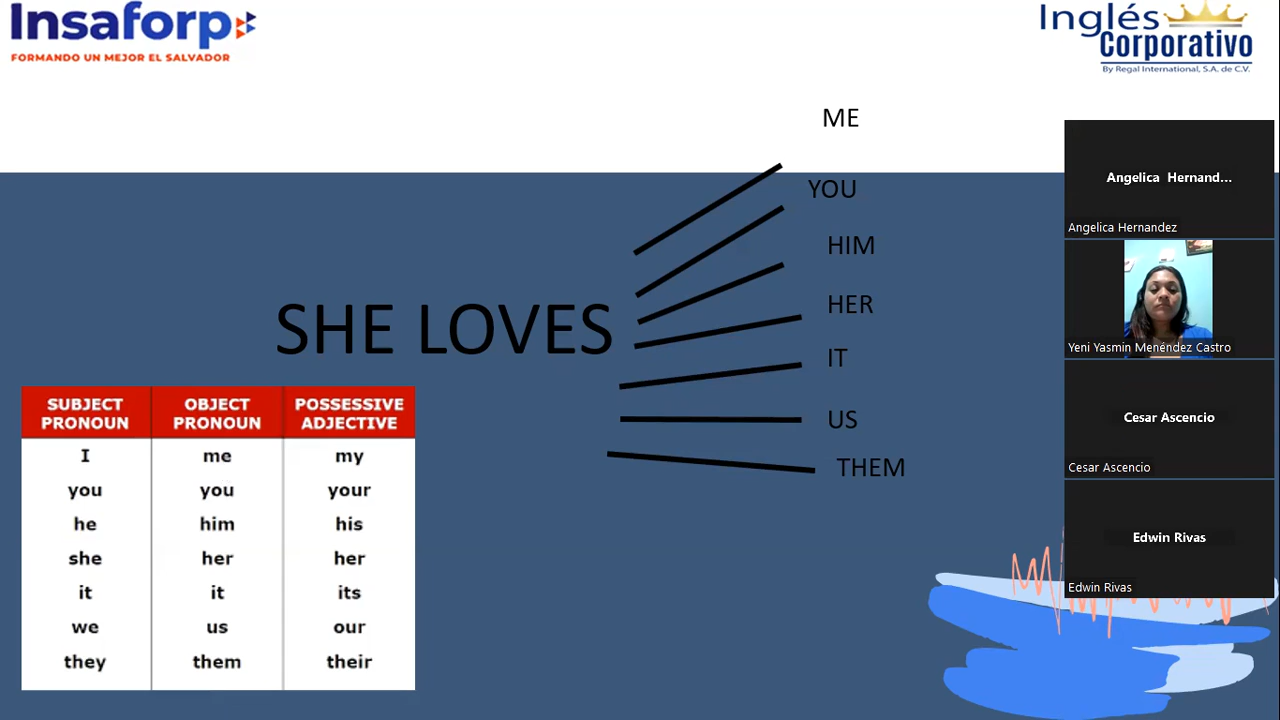 Insaforp
FORMANDO UN MEJOR EL SALVADOR
Inglés
Corporativo
By Regal International, S.A. de C.V.
ME
YOU
HIM
HER
IT
US
THEM
SHE LOVES
SUBJECT PRONOUN OBJECT PRONOUN POSSESSIVE ADJECTIVE
I me my
you you your
he him his
she her her
it it its
we us our
they them their
Angelica Hernand...
Angelica Hernandez
Yeni Yasmin Menéndez Castro
Cesar Ascencio
Cesar Ascencio
Edwin Rivas
Edwin Rivas